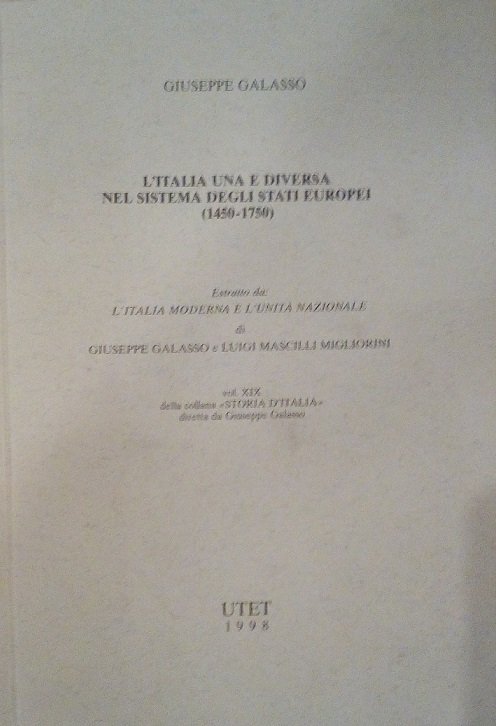 GIUSEPPE GALASSO
L'ITALIA UNA E DIVERSA
NEL SISTEMA DEGLI STATI EUROPEI
(1450-1750)
Estratto da:
L'ITALIA MODERNA E L'UNITÀ NAZIONALE
di
GIUSEPPE GALASSO e LUIGI MASCILLI MIGLIORINI
vol. XIX
della collana «STORIA D'ITALIA»
diretta da Giuseppe Galasso
UTET
1998